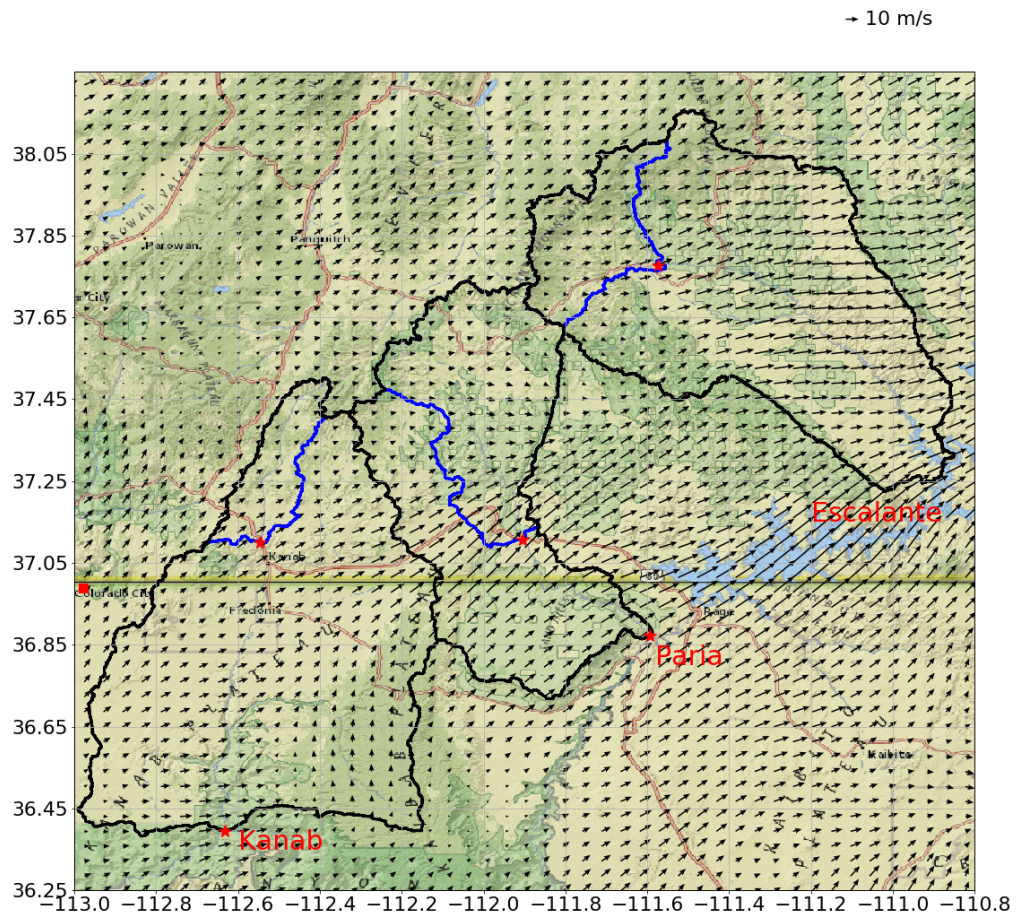 10 m/s
38.05
PAROWAN VALLEY
37.85
Parowan
Panguitch
37.65
37.45
37.25
Escalante
37.05
Kanab
Colorado City
Fredonia
Page
36.85
Paria
36.65
Kaibito
36.45
Kanab
36.25
−113.0 −112.8 −112.6 −112.4 −112.2 −112.0 −111.8 −111.6 −111.4 −111.2 −111.0 −110.8